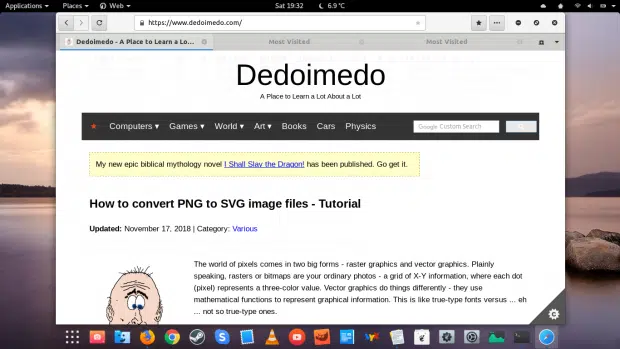 Applications ▾ Places ▾ Web ▾ Sat 19:32 6.9 °C
https://www.dedoimedo.com/
Dedoimedo - A Place to Learn a Lo… Most Visited Most Visited
Dedoimedo
A Place to Learn a Lot About a Lot
Computers ▾ Games ▾ World ▾ Art ▾ Books Cars Physics Google Custom Search
My new epic biblical mythology novel I Shall Slay the Dragon! has been published. Go get it.
How to convert PNG to SVG image files - Tutorial
Updated: November 17, 2018 | Category: Various
The world of pixels comes in two big forms - raster graphics and vector graphics. Plainly
speaking, rasters or bitmaps are your ordinary photos - a grid of X-Y information, where each dot
(pixel) represents a three-color value. Vector graphics do things differently - they use
mathematical functions to represent graphical information. This is like true-type fonts versus ... eh
... not so true-type ones.